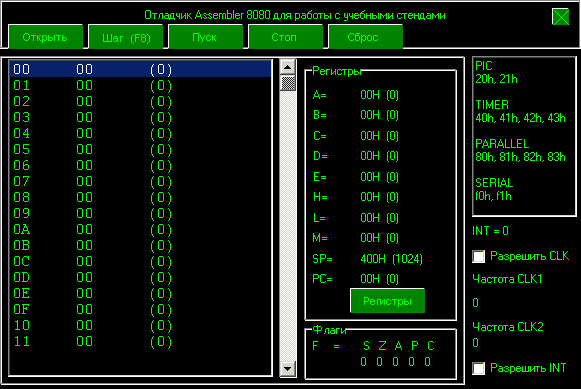 Отладчик Assembler 8080 для работы с учебными стендами
Открыть Шаг (F8) Пуск Стоп Сброс
00 00 (0)
01 00 (0)
02 00 (0)
03 00 (0)
04 00 (0)
05 00 (0)
06 00 (0)
07 00 (0)
08 00 (0)
09 00 (0)
0A 00 (0)
0B 00 (0)
0C 00 (0)
0D 00 (0)
0E 00 (0)
0F 00 (0)
10 00 (0)
11 00 (0)
Регистры
A= 00H (0)
B= 00H (0)
C= 00H (0)
D= 00H (0)
E= 00H (0)
H= 00H (0)
L= 00H (0)
M= 00H (0)
SP= 400H (1024)
PC= 00H (0)
Регистры
Флаги
F = S Z A P C
0 0 0 0 0
PIC
20h, 21h
TIMER
40h, 41h, 42h, 43h
PARALLEL
80h, 81h, 82h, 83h
SERIAL
f0h, f1h
INT = 0
Разрешить CLK
Частота CLK1
0
Частота CLK2
0
Разрешить INT